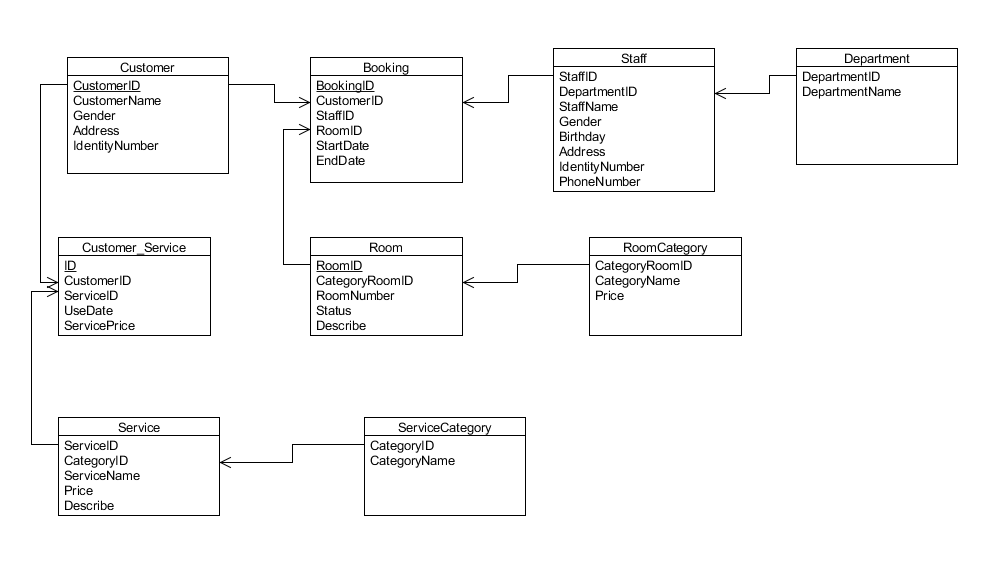 Customer
CustomerID
CustomerName
Gender
Address
IdentityNumber
Booking
BookingID
CustomerID
StaffID
RoomID
StartDate
EndDate
Staff
StaffID
DepartmentID
StaffName
Gender
Birthday
Address
IdentityNumber
PhoneNumber
Department
DepartmentID
DepartmentName
Customer_Service
ID
CustomerID
ServiceID
UseDate
ServicePrice
Room
RoomID
CategoryRoomID
RoomNumber
Status
Describe
RoomCategory
CategoryRoomID
CategoryName
Price
Service
ServiceID
CategoryID
ServiceName
Price
Describe
ServiceCategory
CategoryID
CategoryName